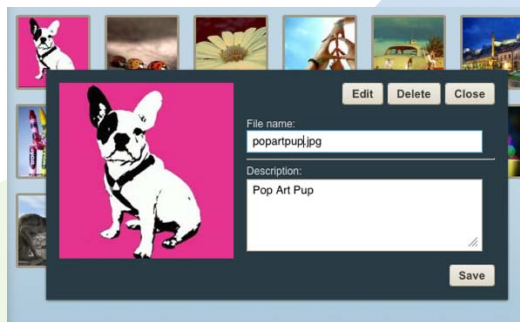 Edit Delete Close
File name:
popartpup.jpg
Description:
Pop Art Pup
Save